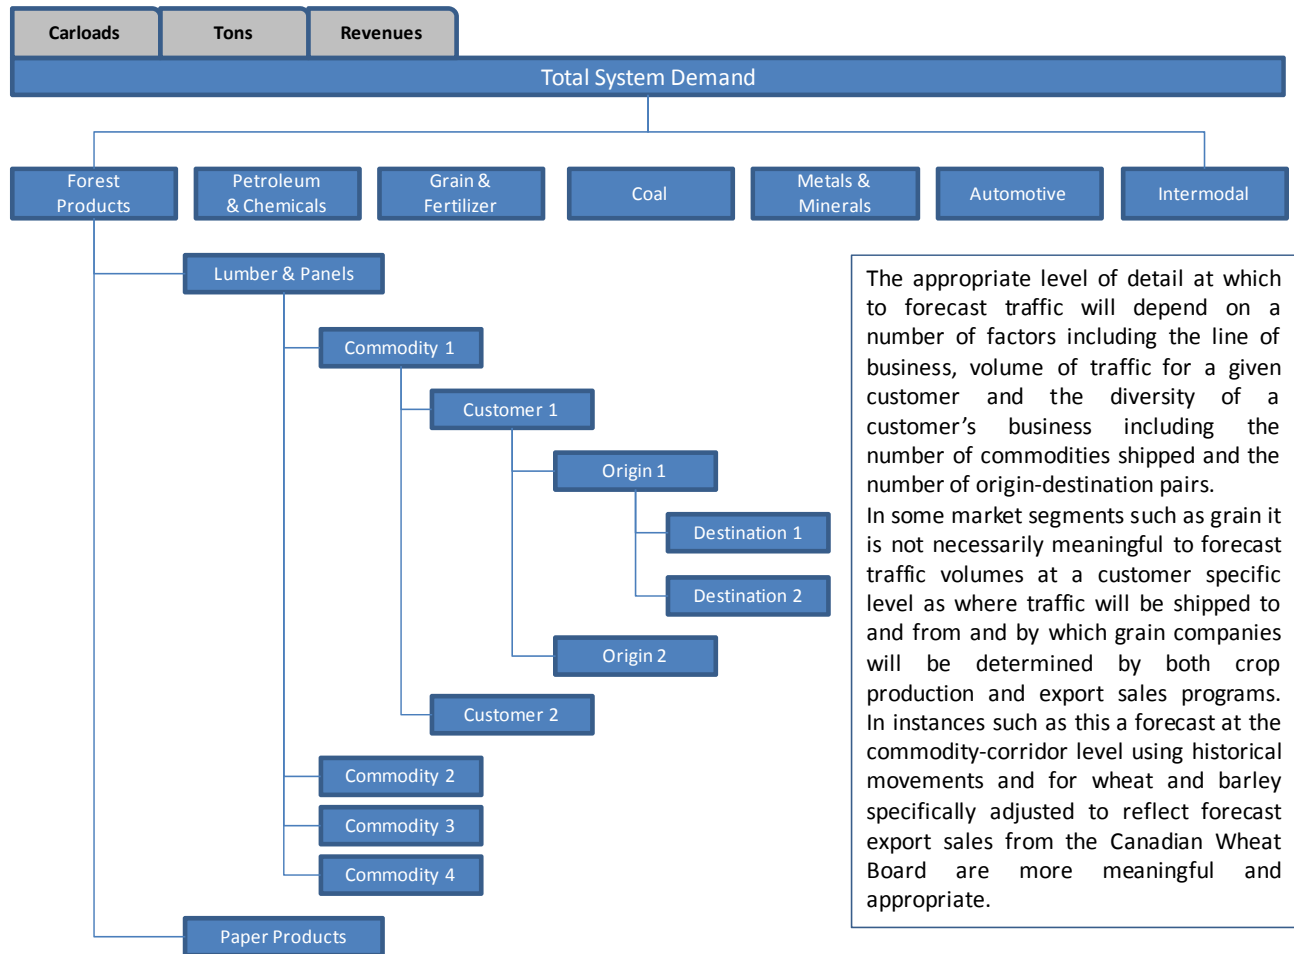 Carloads
Tons
Revenues
Total System Demand
Forest
Products
Petroleum
& Chemicals
Grain &
Fertilizer
Coal
Metals &
Minerals
Automotive
Intermodal
Lumber & Panels
Commodity 1
Customer 1
Origin 1
Destination 1
Destination 2
Origin 2
Customer 2
Commodity 2
Commodity 3
Commodity 4
Paper Products
The appropriate level of detail at which
to forecast traffic will depend on a
number of factors including the line of
business, volume of traffic for a given
customer and the diversity of a
customer’s business including the
number of commodities shipped and the
number of origin-destination pairs.
In some market segments such as grain it
is not necessarily meaningful to forecast
traffic volumes at a customer specific
level as where traffic will be shipped to
and from and by which grain companies
will be determined by both crop
production and export sales programs.
In instances such as this a forecast at the
commodity-corridor level using historical
movements and for wheat and barley
specifically adjusted to reflect forecast
export sales from the Canadian Wheat
Board are more meaningful and
appropriate.